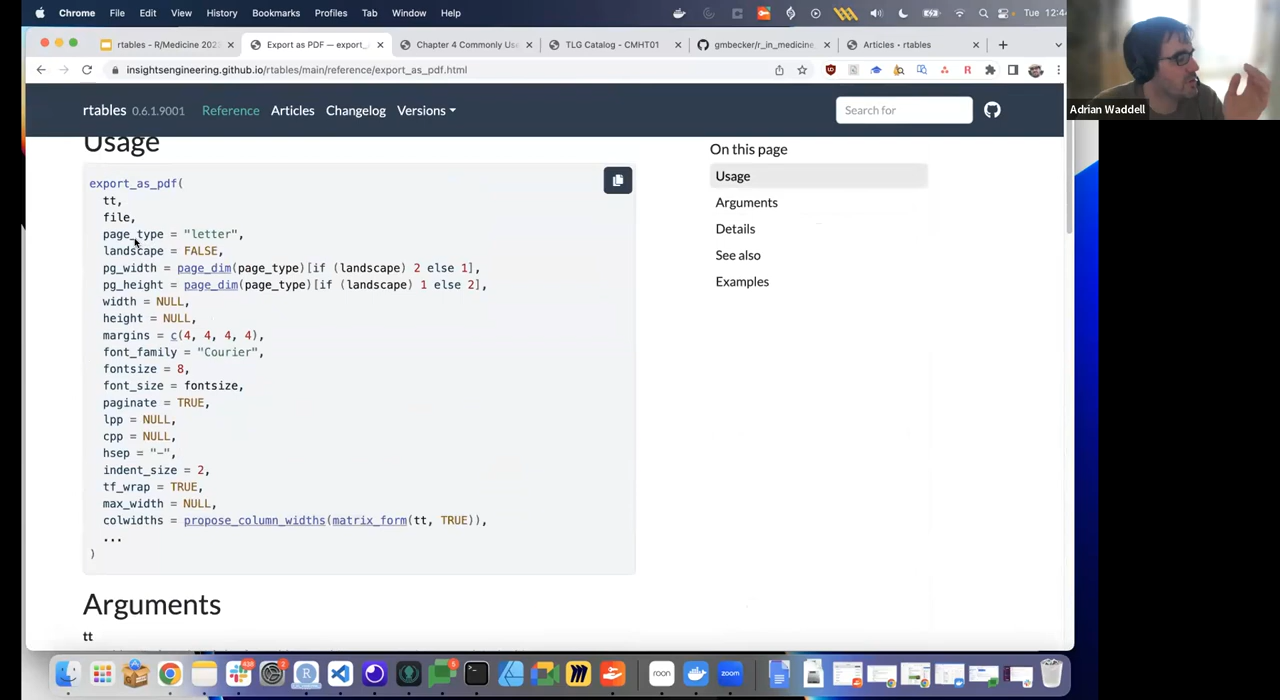 Chrome File Edit View History Bookmarks Profiles Tab Window Help
Tue 12:4
rtables - R/Medicine 202
Export as PDF — export_
Chapter 4 Commonly Us
TLG Catalog - CMHT01
gmbecker/r_in_medicine
Articles - rtables
insightsengineering.github.io/rtables/main/reference/export_as_pdf.html
Adrian Waddell
rtables 0.6.1.9001 Reference Articles Changelog Versions
Search for
Usage
export_as_pdf(
tt,
file,
page_type = "letter",
landscape = FALSE,
pg_width = page_dim(page_type)[if (landscape) 2 else 1],
pg_height = page_dim(page_type)[if (landscape) 1 else 2],
width = NULL,
height = NULL,
margins = c(4, 4, 4, 4),
font_family = "Courier",
fontsize = 8,
font_size = fontsize,
paginate = TRUE,
lpp = NULL,
cpp = NULL,
hsep = "-",
indent_size = 2,
tf_wrap = TRUE,
max_width = NULL,
colwidths = propose_column_widths(matrix_form(tt, TRUE)),
...
)
Arguments
tt
On this page
Usage
Arguments
Details
See also
Examples
roon
zoom